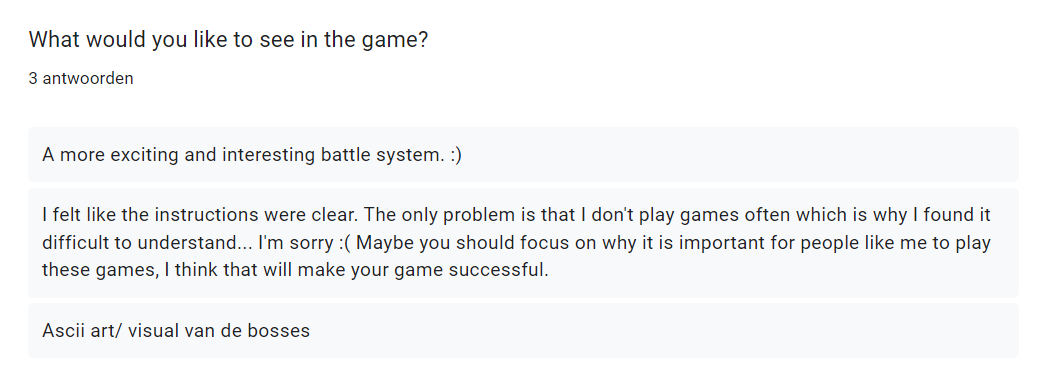 What would you like to see in the game?
3 antwoorden
A more exciting and interesting battle system. :)
I felt like the instructions were clear. The only problem is that I don't play games often which is why I found it
difficult to understand... I'm sorry :( Maybe you should focus on why it is important for people like me to play
these games, I think that will make your game successful.
Ascii art/ visual van de bosses